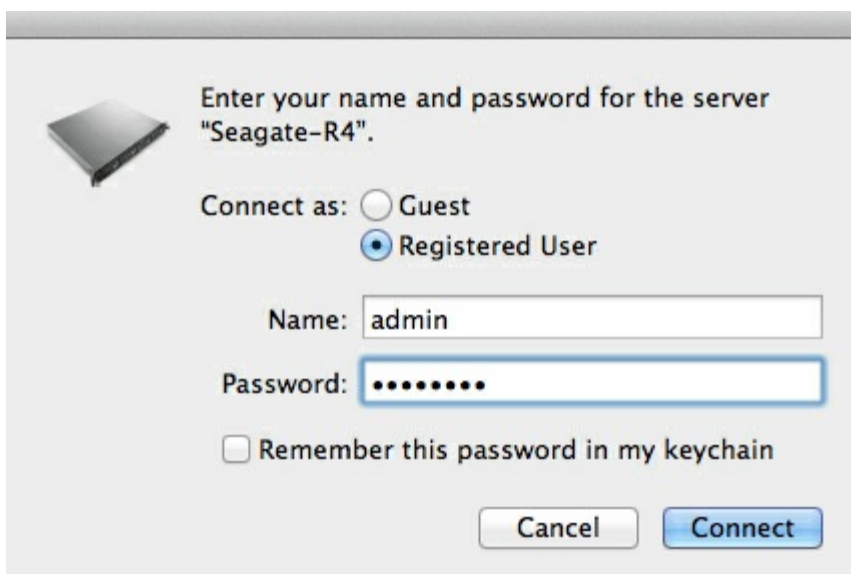 Enter your name and password for the server
“Seagate-R4”.
Connect as: Guest
Registered User
Name: admin
Password: ••••••••
Remember this password in my keychain
Cancel Connect